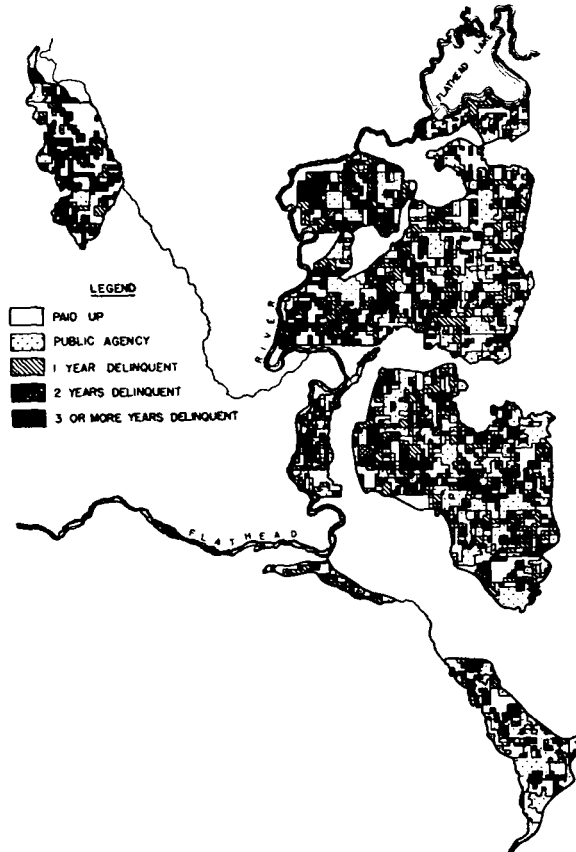 FLATHEAD LAKE
RIVER
LEGEND
PAID UP
PUBLIC AGENCY
1 YEAR DELINQUENT
2 YEARS DELINQUENT
3 OR MORE YEARS DELINQUENT
FLATHEAD